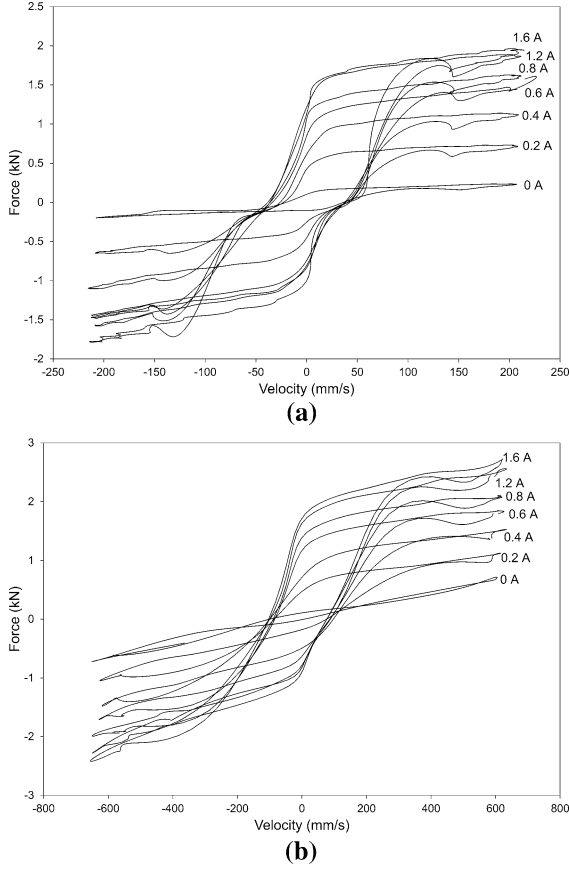 2.5
2
1.5
1
0.5
0
-0.5
-1
-1.5
-2
Force (kN)
1.6 A
1.2 A
0.8 A
0.6 A
0.4 A
0.2 A
0 A
-250 -200 -150 -100 -50 0 50 100 150 200 250
Velocity (mm/s)
(a)
3
2
1
0
-1
-2
-3
Force (kN)
1.6 A
1.2 A
0.8 A
0.6 A
0.4 A
0.2 A
0 A
-800 -600 -400 -200 0 200 400 600 800
Velocity (mm/s)
(b)